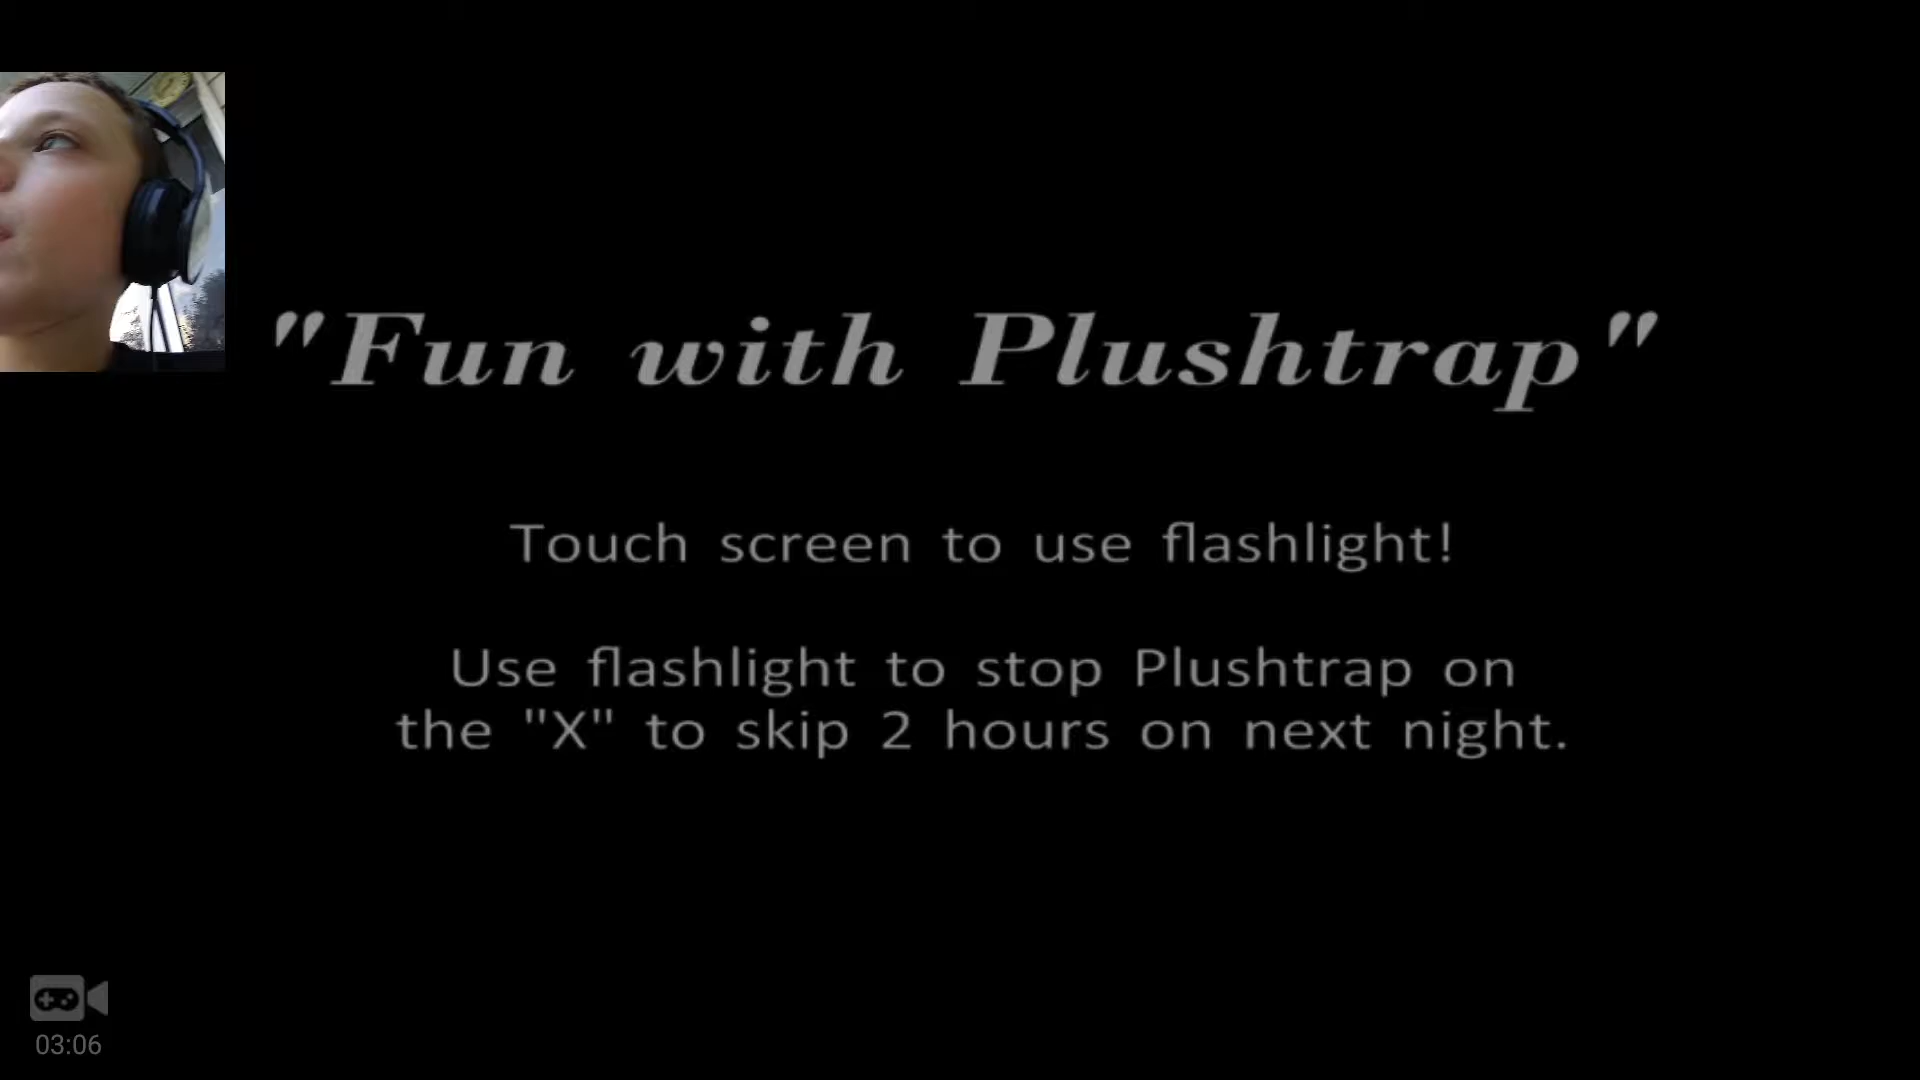 "Fun with Plushtrap"
Touch screen to use flashlight!
Use flashlight to stop Plushtrap on
the "X" to skip 2 hours on next night.
03:06